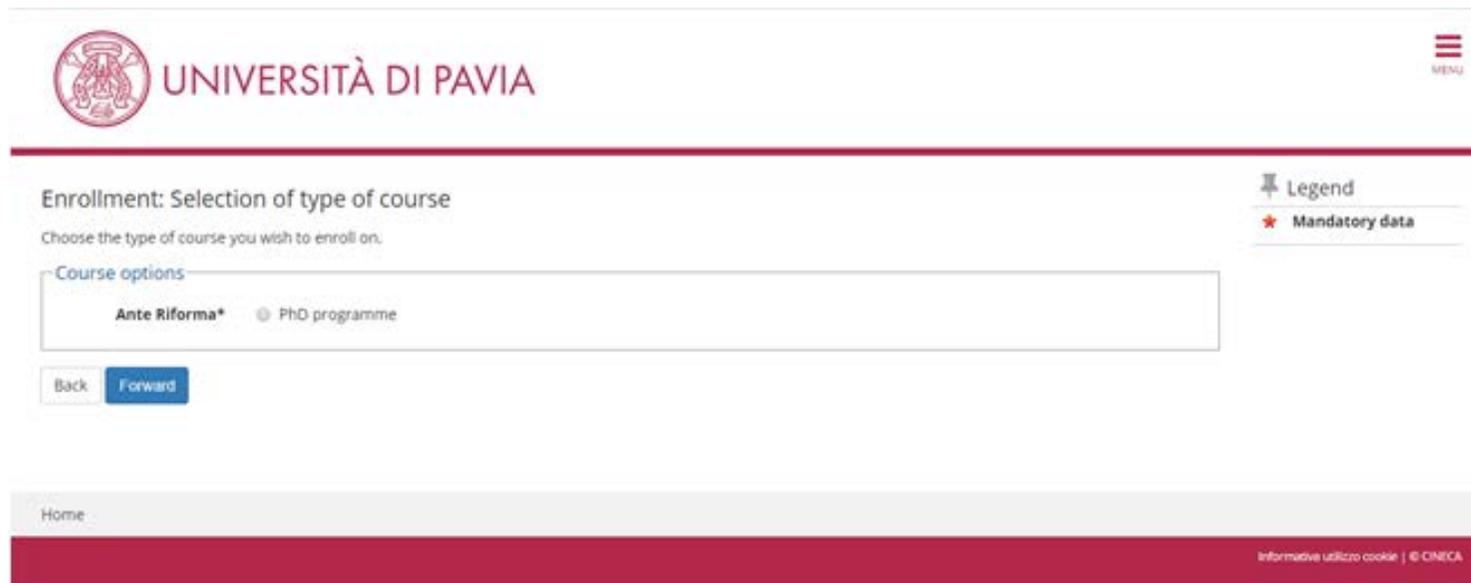 UNIVERSITÀ DI PAVIA
MENU
Enrollment: Selection of type of course
Choose the type of course you wish to enroll on.
Course options
Ante Riforma* PhD programme
Back Forward
Legend
Mandatory data
Home
Informativa utilizzo cookie | © CINECA